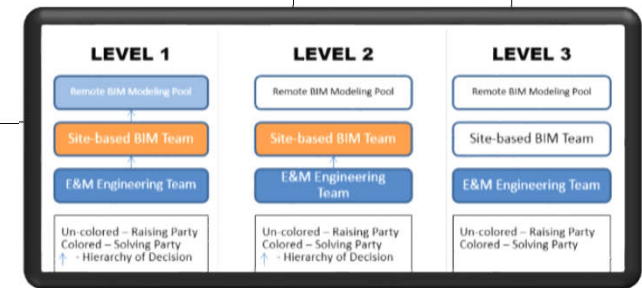 LEVEL 1
Remote BIM Modeling Pool
Site-based BIM Team
E&M Engineering Team
Un-colored – Raising Party
Colored – Solving Party
↑ - Hierarchy of Decision
LEVEL 2
Remote BIM Modeling Pool
Site-based BIM Team
E&M Engineering
Team
Un-colored – Raising Party
Colored – Solving Party
↑ - Hierarchy of Decision
LEVEL 3
Remote BIM Modeling Pool
Site-based BIM Team
E&M Engineering Team
Un-colored – Raising Party
Colored – Solving Party